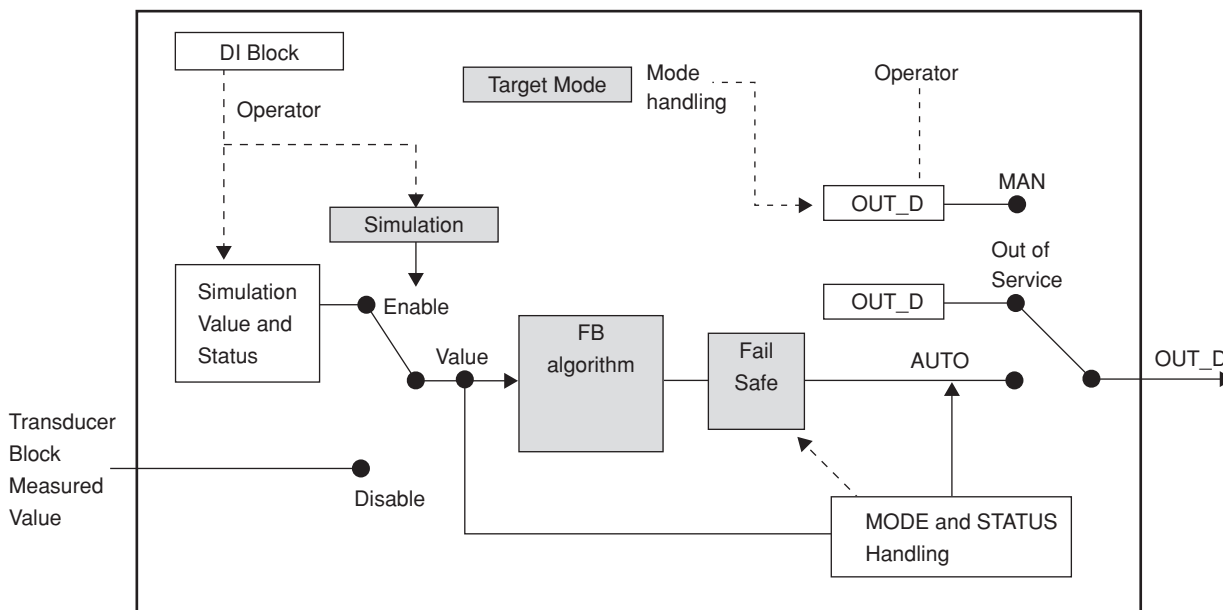 DI Block
Operator
Target Mode
Mode
handling
Operator
Simulation
OUT_D
MAN
Simulation
Value and
Status
Enable
Value
FB
algorithm
Fail
Safe
OUT_D
Out of
Service
AUTO
OUT_D
Transducer
Block
Measured
Value
Disable
MODE and STATUS
Handling